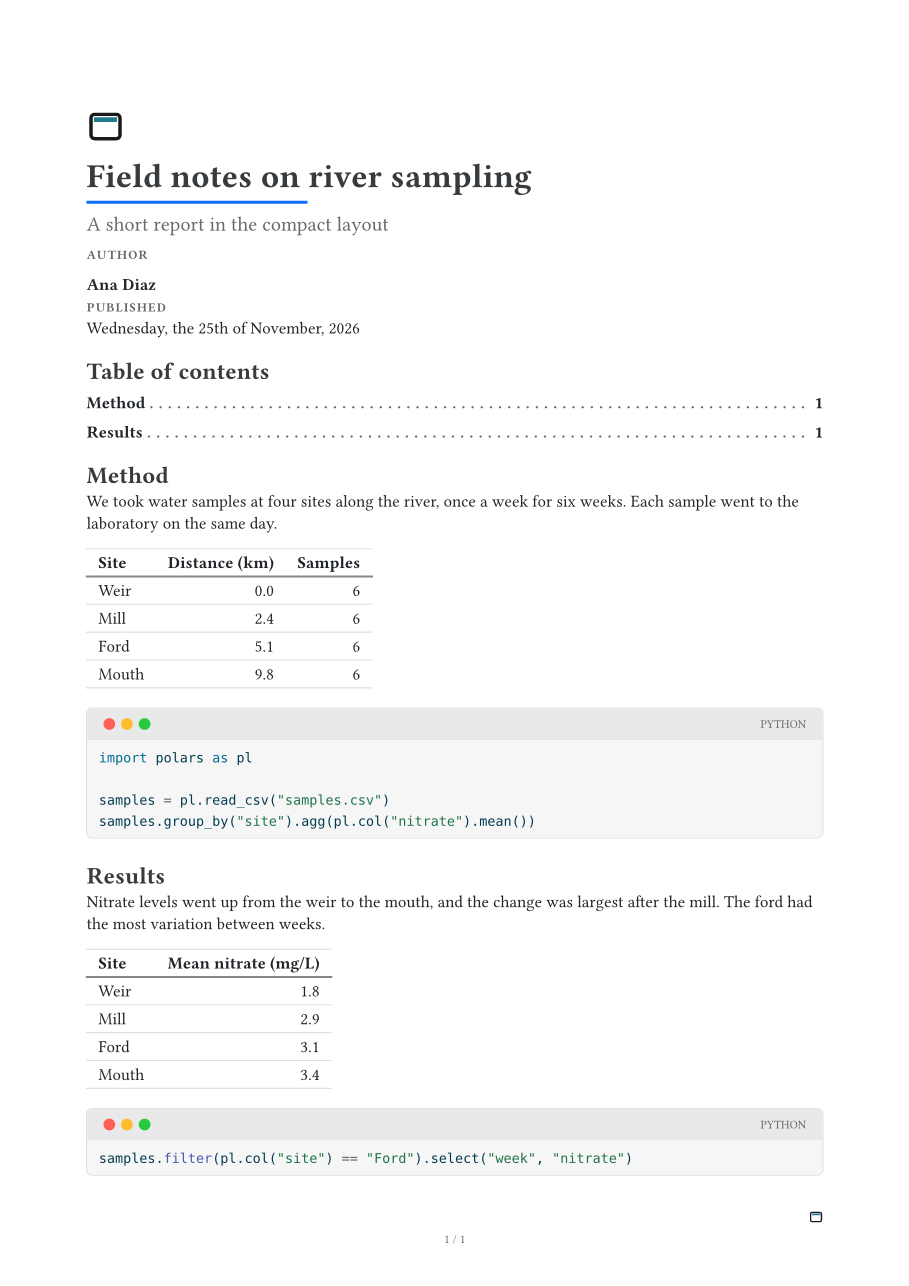 Field notes on river sampling
A short report in the compact layout
AUTHOR
Ana Diaz
PUBLISHED
Wednesday, the 25th of November, 2026
Table of contents
Method . . . . . . . . . . . . . . . . . . . . . . . . . . . . . . . . . . . . . . . . . . . . . . . . . . . . . . . . . . . . . . . . . . . . . . . . 1
Results . . . . . . . . . . . . . . . . . . . . . . . . . . . . . . . . . . . . . . . . . . . . . . . . . . . . . . . . . . . . . . . . . . . . . . . . 1
Method
We took water samples at four sites along the river, once a week for six weeks. Each sample went to the
laboratory on the same day.
Site Distance (km) Samples
Weir 0.0 6
Mill 2.4 6
Ford 5.1 6
Mouth 9.8 6
PYTHON
import polars as pl
samples = pl.read_csv("samples.csv")
samples.group_by("site").agg(pl.col("nitrate").mean())
Results
Nitrate levels went up from the weir to the mouth, and the change was largest after the mill. The ford had
the most variation between weeks.
Site Mean nitrate (mg/L)
Weir 1.8
Mill 2.9
Ford 3.1
Mouth 3.4
PYTHON
samples.filter(pl.col("site") == "Ford").select("week", "nitrate")
1 / 1